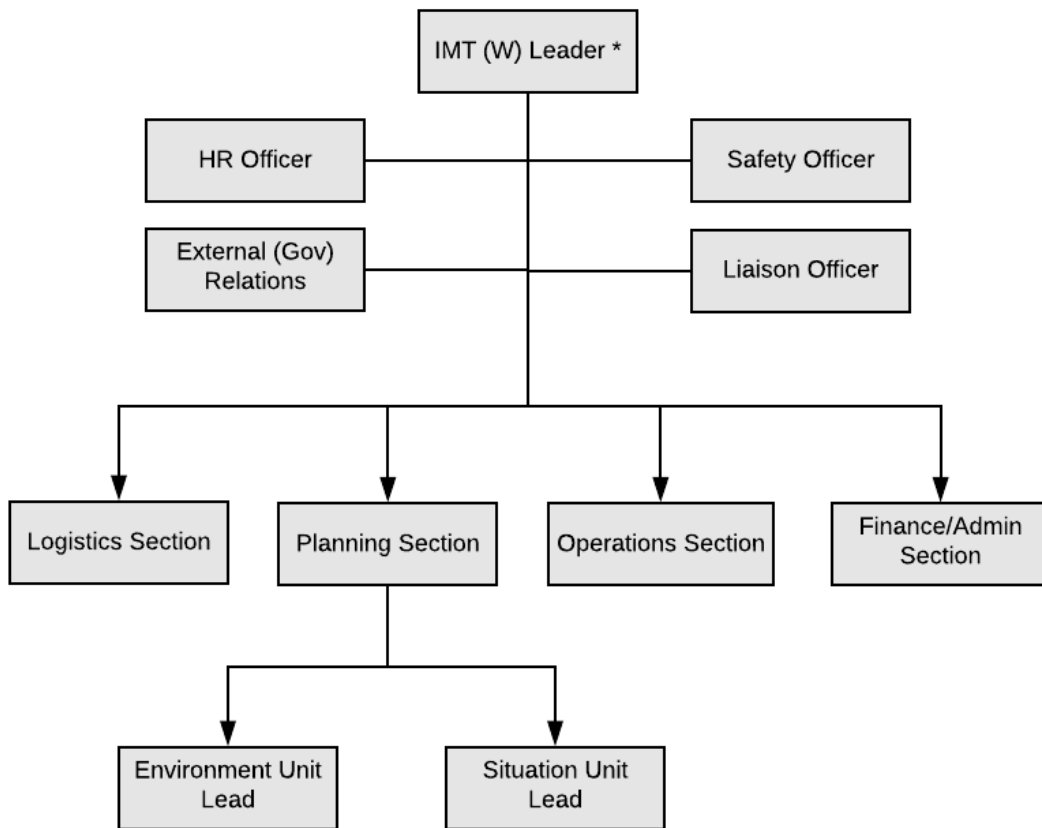 IMT (W) Leader *
HR Officer
Safety Officer
External (Gov)
Relations
Liaison Officer
Logistics Section
Planning Section
Operations Section
Finance/Admin
Section
Environment Unit
Lead
Situation Unit
Lead